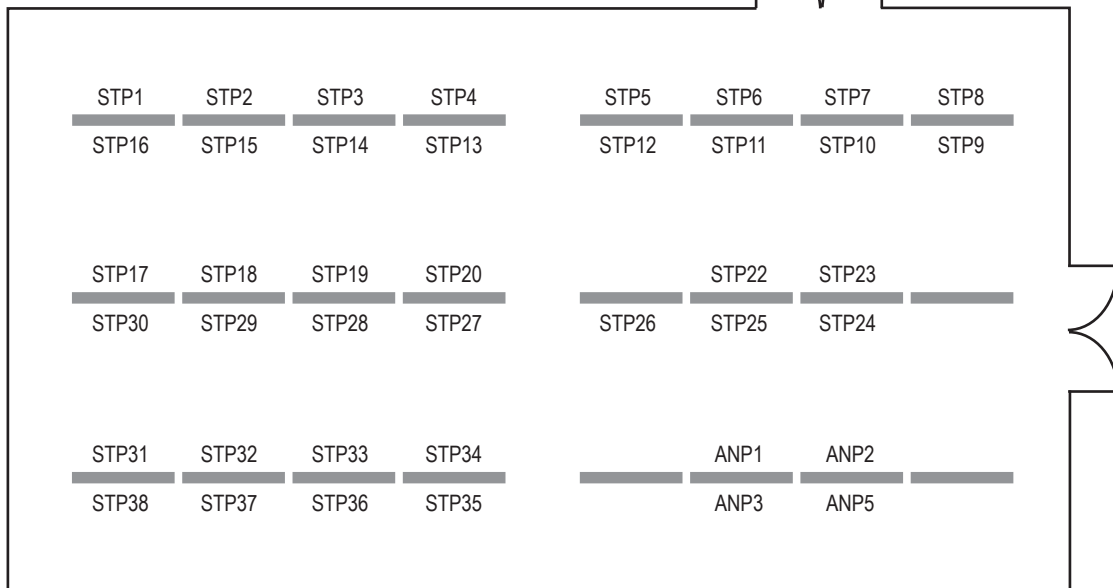 STP1 STP2 STP3 STP4 STP5 STP6 STP7 STP8
STP16 STP15 STP14 STP13 STP12 STP11 STP10 STP9
STP17 STP18 STP19 STP20 STP22 STP23
STP30 STP29 STP28 STP27 STP26 STP25 STP24
STP31 STP32 STP33 STP34 ANP1 ANP2
STP38 STP37 STP36 STP35 ANP3 ANP5